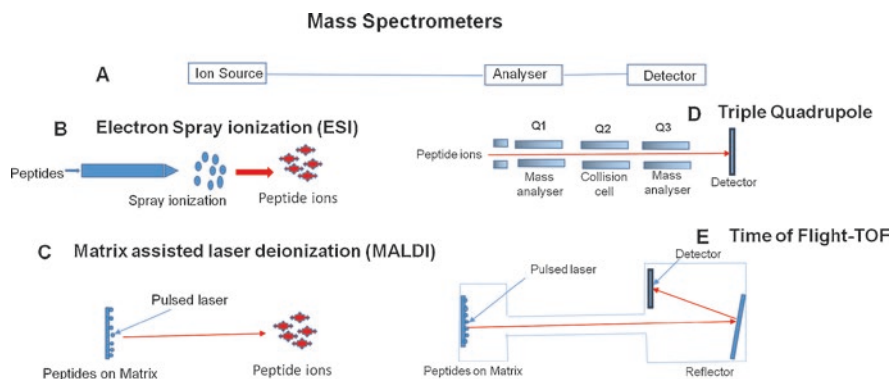 Mass Spectrometers
A
Ion Source
Analyser
Detector
B
Electron Spray ionization (ESI)
Peptides
Spray ionization
Peptide ions
D
Triple Quadrupole
Q1
Q2
Q3
Peptide ions
Mass
analyser
Collision
cell
Mass
analyser
Detector
C
Matrix assisted laser deionization (MALDI)
Pulsed laser
Peptides on Matrix
Peptide ions
E
Time of Flight-TOF
Detector
Pulsed laser
Peptides on Matrix
Reflector